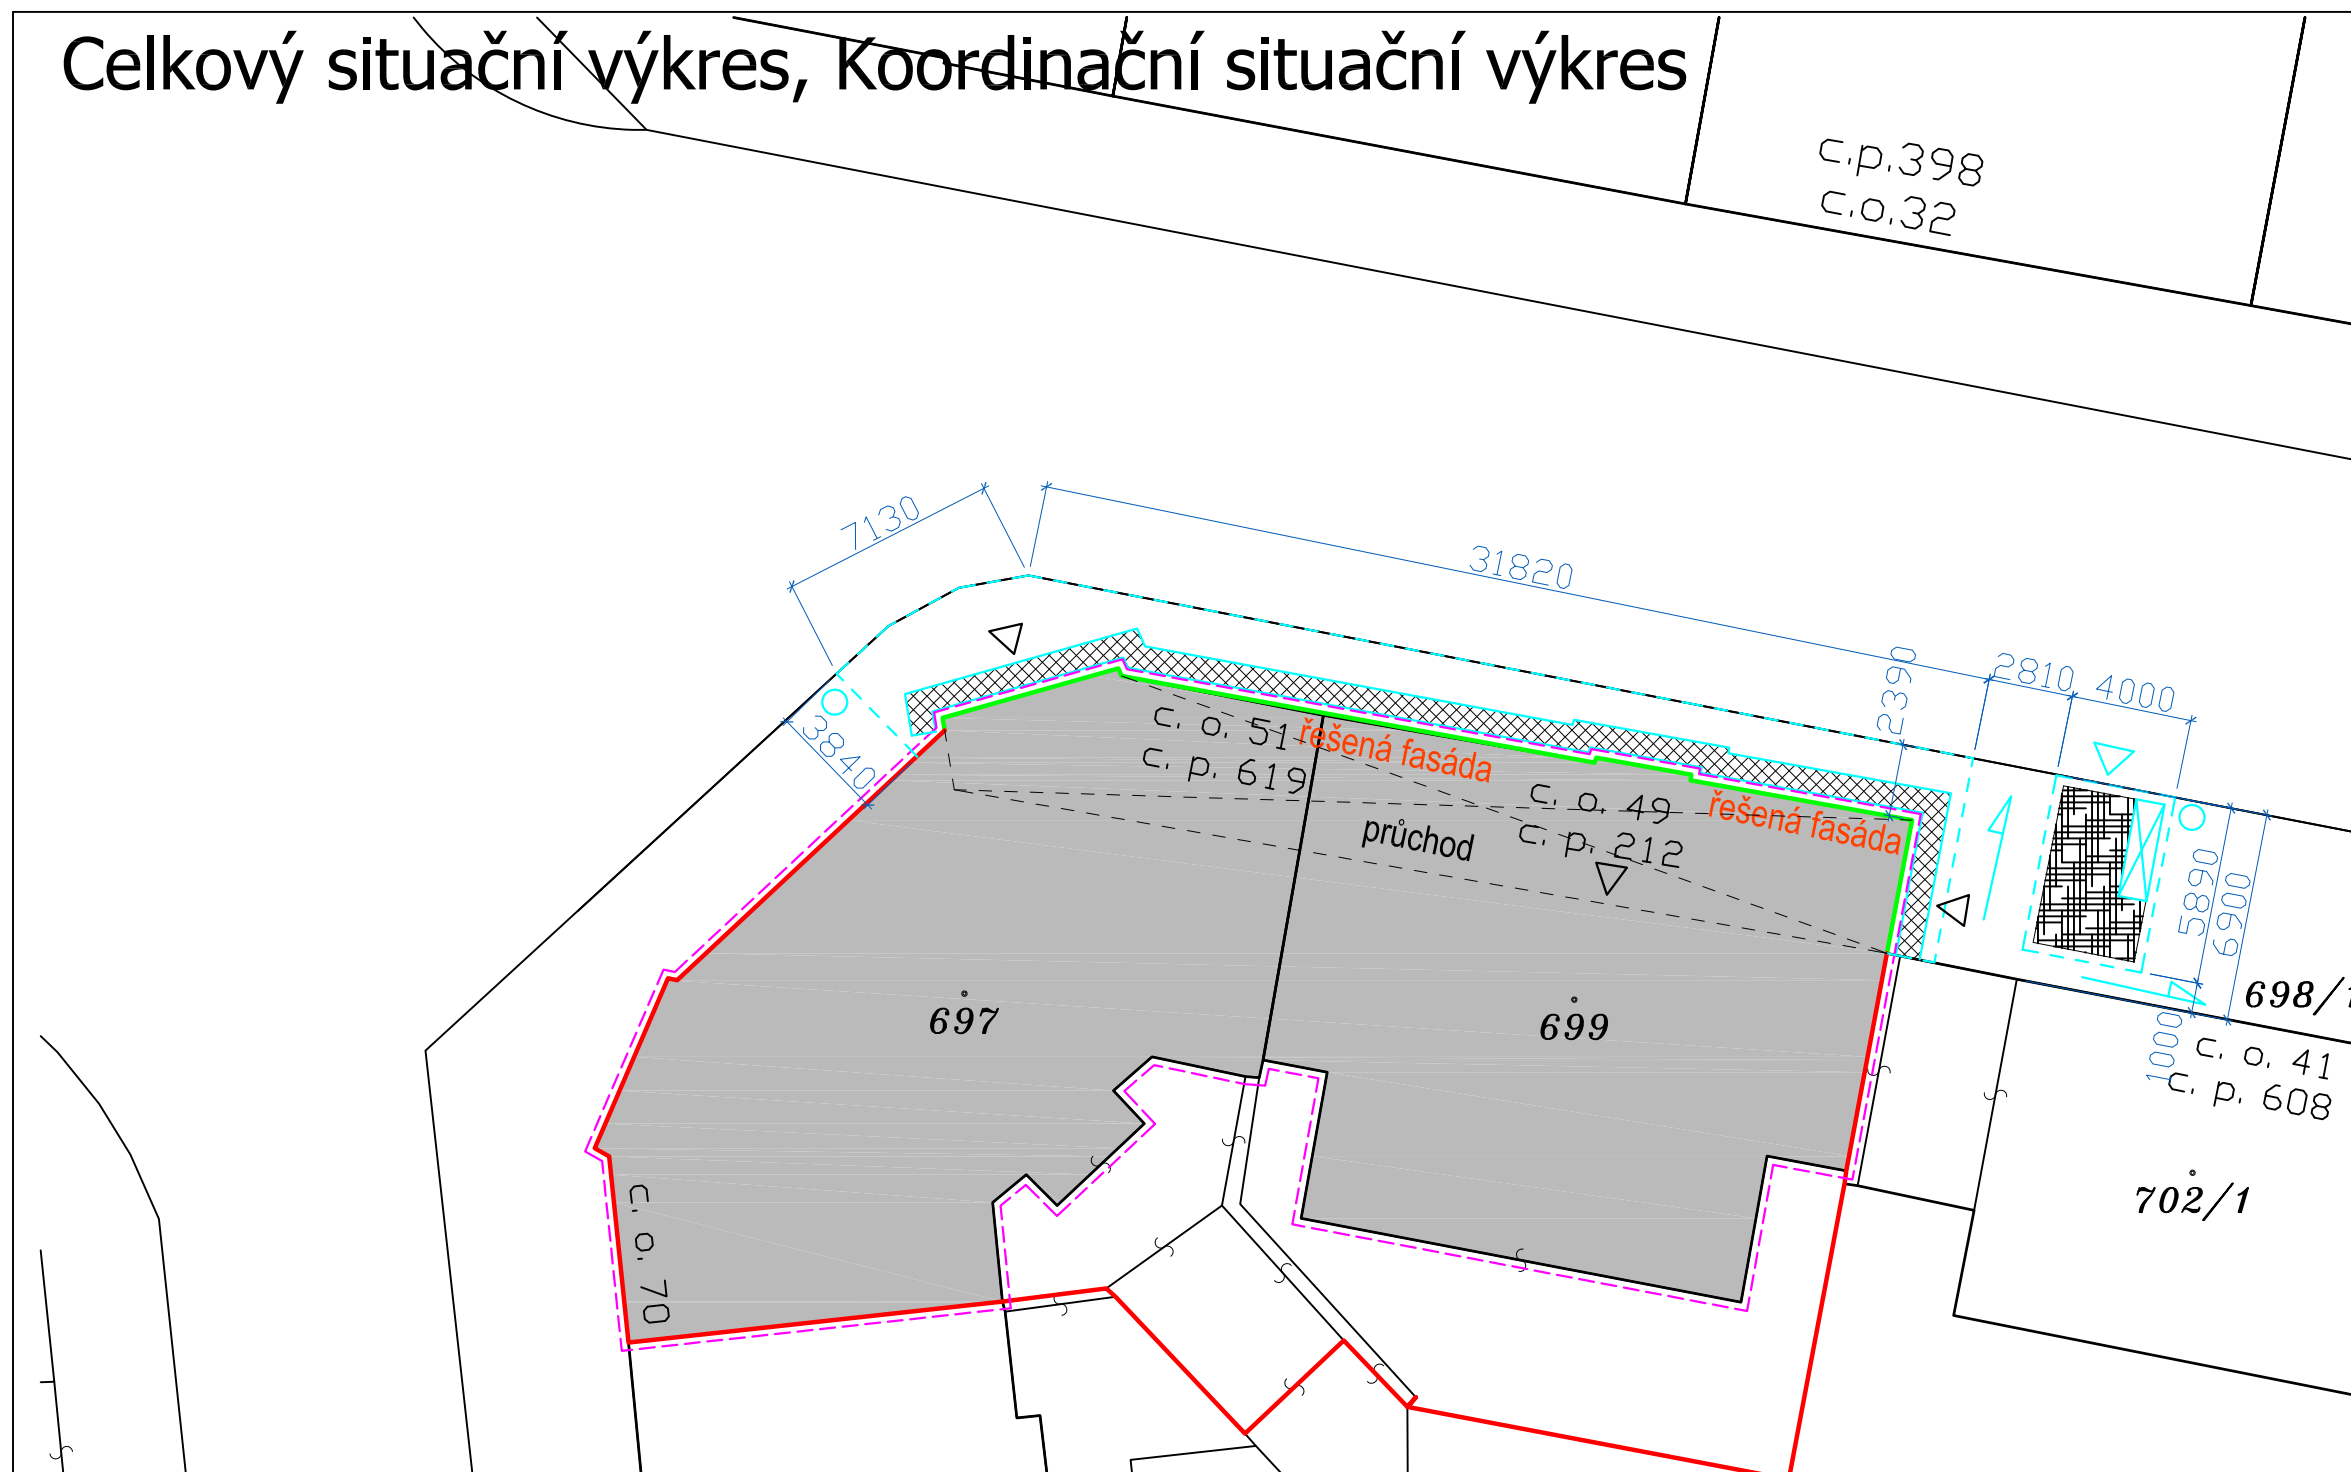 Celkový situační výkres, Koordinační situační výkres
c.p.398
c.o.32
7130
31820
2390
2810
4000
3840
c. o. 51
c. p. 619
řešená fasáda
c. o. 49
c. p. 212
řešená fasáda
průchod
5890
6900
697
699
698/1
1000
c. o. 41
c. p. 608
c. o. 70
702/1